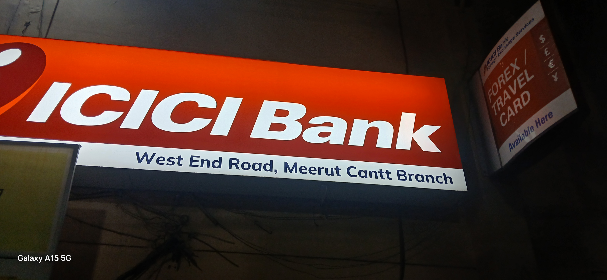 ICICI Bank
West End Road, Meerut Cantt Branch
FOREX /
TRAVEL
CARD
$
£
€
¥
Available Here
Galaxy A15 5G